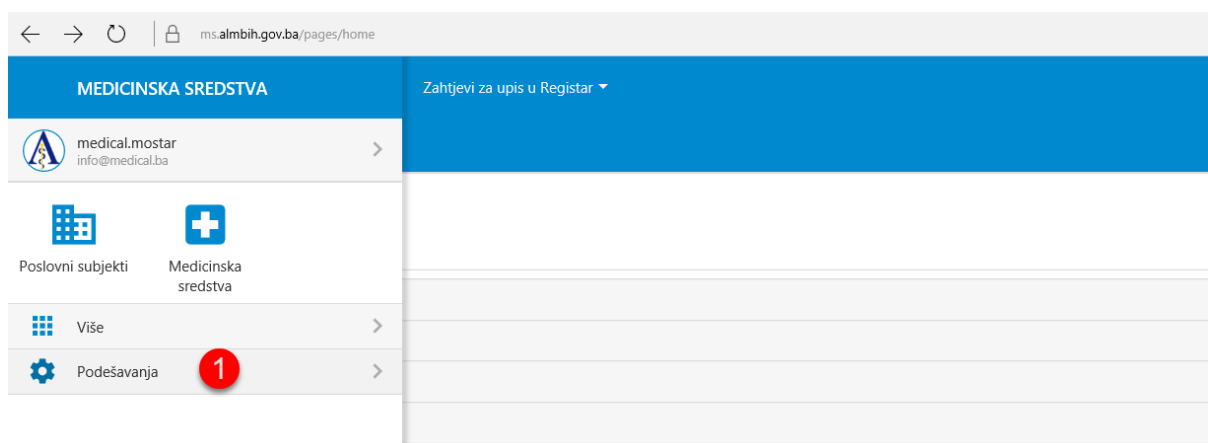 ms.almbih.gov.ba/pages/home
MEDICINSKA SREDSTVA
Zahtjevi za upis u Registar
medical.mostar
info@medical.ba
Poslovni subjekti
Medicinska
sredstva
Više
Podešavanja
1